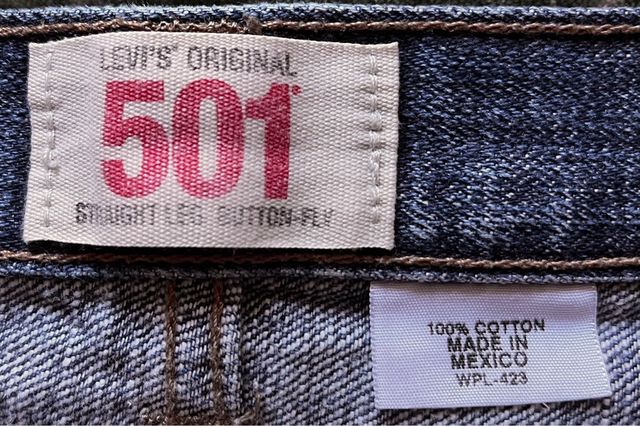 LEVI'S® ORIGINAL
501®
STRAIGHT LEG BUTTON-FLY
100% COTTON
MADE IN
MEXICO
WPL-423